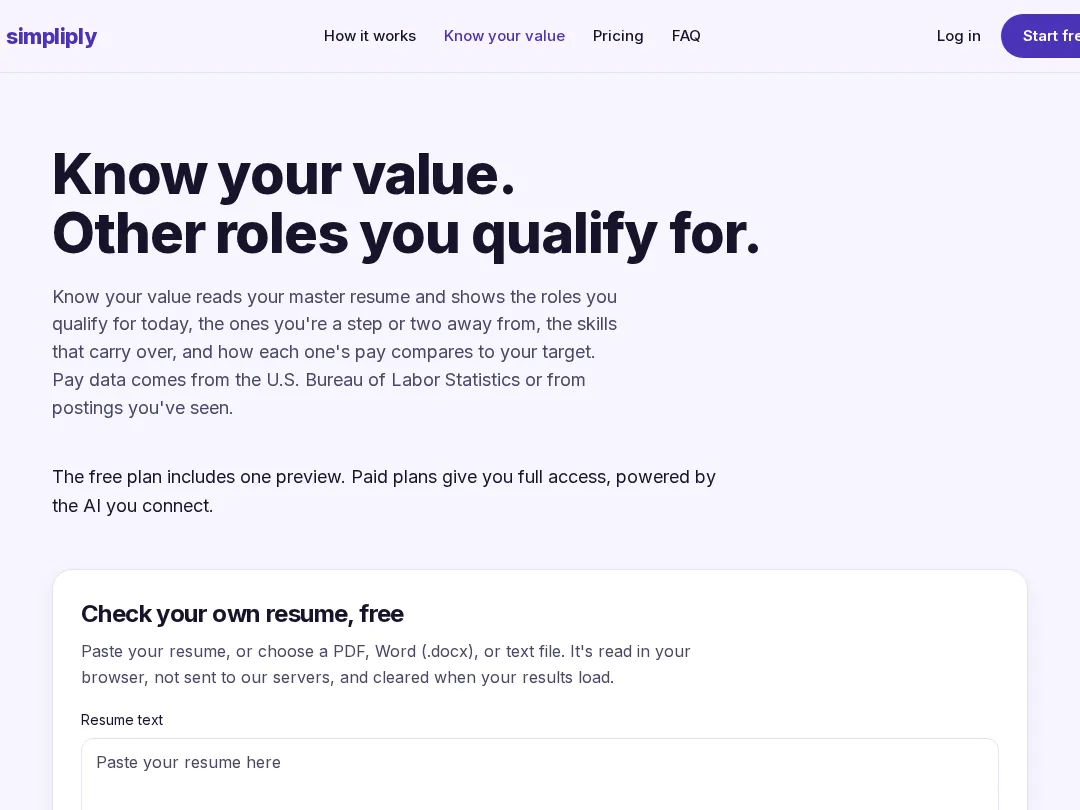 simpliply
How it works
Know your value
Pricing
FAQ
Log in
Start fre
Know your value.
Other roles you qualify for.
Know your value reads your master resume and shows the roles you
qualify for today, the ones you're a step or two away from, the skills
that carry over, and how each one's pay compares to your target.
Pay data comes from the U.S. Bureau of Labor Statistics or from
postings you've seen.
The free plan includes one preview. Paid plans give you full access, powered by
the AI you connect.
Check your own resume, free
Paste your resume, or choose a PDF, Word (.docx), or text file. It's read in your
browser, not sent to our servers, and cleared when your results load.
Resume text
Paste your resume here